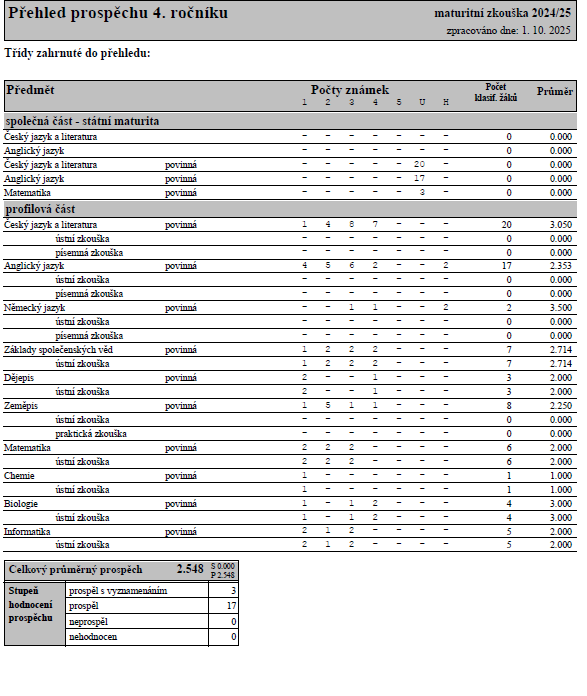 Přehled prospěchu 4. ročníku maturitní zkouška 2024/25
zpracováno dne: 1. 10. 2025
Třídy zahrnuté do přehledu:
Předmět Počty známek Počet klasif. žáků Průměr
1 2 3 4 5 U H
společná část - státní maturita
Český jazyk a literatura - - - - - - - 0 0.000
Anglický jazyk - - - - - - - 0 0.000
Český jazyk a literatura povinná - - - - - 20 - 0 0.000
Anglický jazyk povinná - - - - - 17 - 0 0.000
Matematika povinná - - - - - 3 - 0 0.000
profilová část
Český jazyk a literatura povinná 1 4 8 7 - - - 20 3.050
ústní zkouška - - - - - - - 0 0.000
písemná zkouška - - - - - - - 0 0.000
Anglický jazyk povinná 4 5 6 2 - - 2 17 2.353
ústní zkouška - - - - - - - 0 0.000
písemná zkouška - - - - - - - 0 0.000
Německý jazyk povinná - - 1 1 - - 2 2 3.500
ústní zkouška - - - - - - - 0 0.000
písemná zkouška - - - - - - - 0 0.000
Základy společenských věd povinná 1 2 2 2 - - - 7 2.714
ústní zkouška 1 2 2 2 - - - 7 2.714
Dějepis povinná 2 - - 1 - - - 3 2.000
ústní zkouška 2 - - 1 - - - 3 2.000
Zeměpis povinná 1 5 1 1 - - - 8 2.250
ústní zkouška - - - - - - - 0 0.000
praktická zkouška - - - - - - - 0 0.000
Matematika povinná 2 2 2 - - - - 6 2.000
ústní zkouška 2 2 2 - - - - 6 2.000
Chemie povinná 1 - - - - - - 1 1.000
ústní zkouška 1 - - - - - - 1 1.000
Biologie povinná 1 - 1 2 - - - 4 3.000
ústní zkouška 1 - 1 2 - - - 4 3.000
Informatika povinná 2 1 2 - - - - 5 2.000
ústní zkouška 2 1 2 - - - - 5 2.000
Celkový průměrný prospěch 2.548 S 0.000 P 2.548
Stupeň hodnocení prospěchu
prospěl s vyznamenáním 3
prospěl 17
neprospěl 0
nehodnocen 0